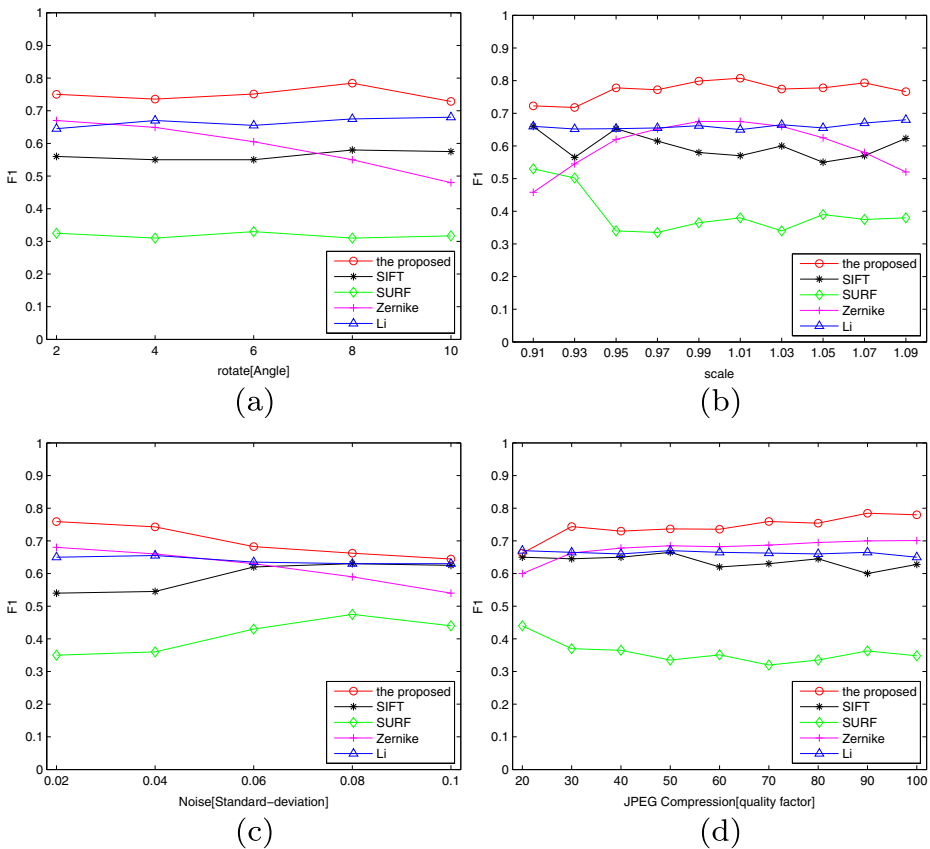 1
0.9
0.8
0.7
0.6
0.5
0.4
0.3
0.2
0.1
0
F1
2 4 6 8 10
rotate[Angle]
the proposed
SIFT
SURF
Zernike
Li
(a)
1
0.9
0.8
0.7
0.6
0.5
0.4
0.3
0.2
0.1
0
F1
0.91 0.93 0.95 0.97 0.99 1.01 1.03 1.05 1.07 1.09
scale
the proposed
SIFT
SURF
Zernike
Li
(b)
1
0.9
0.8
0.7
0.6
0.5
0.4
0.3
0.2
0.1
0
F1
0.02 0.04 0.06 0.08 0.1
Noise[Standard−deviation]
the proposed
SIFT
SURF
Zernike
Li
(c)
1
0.9
0.8
0.7
0.6
0.5
0.4
0.3
0.2
0.1
0
F1
20 30 40 50 60 70 80 90 100
JPEG Compression[quality factor]
the proposed
SIFT
SURF
Zernike
Li
(d)